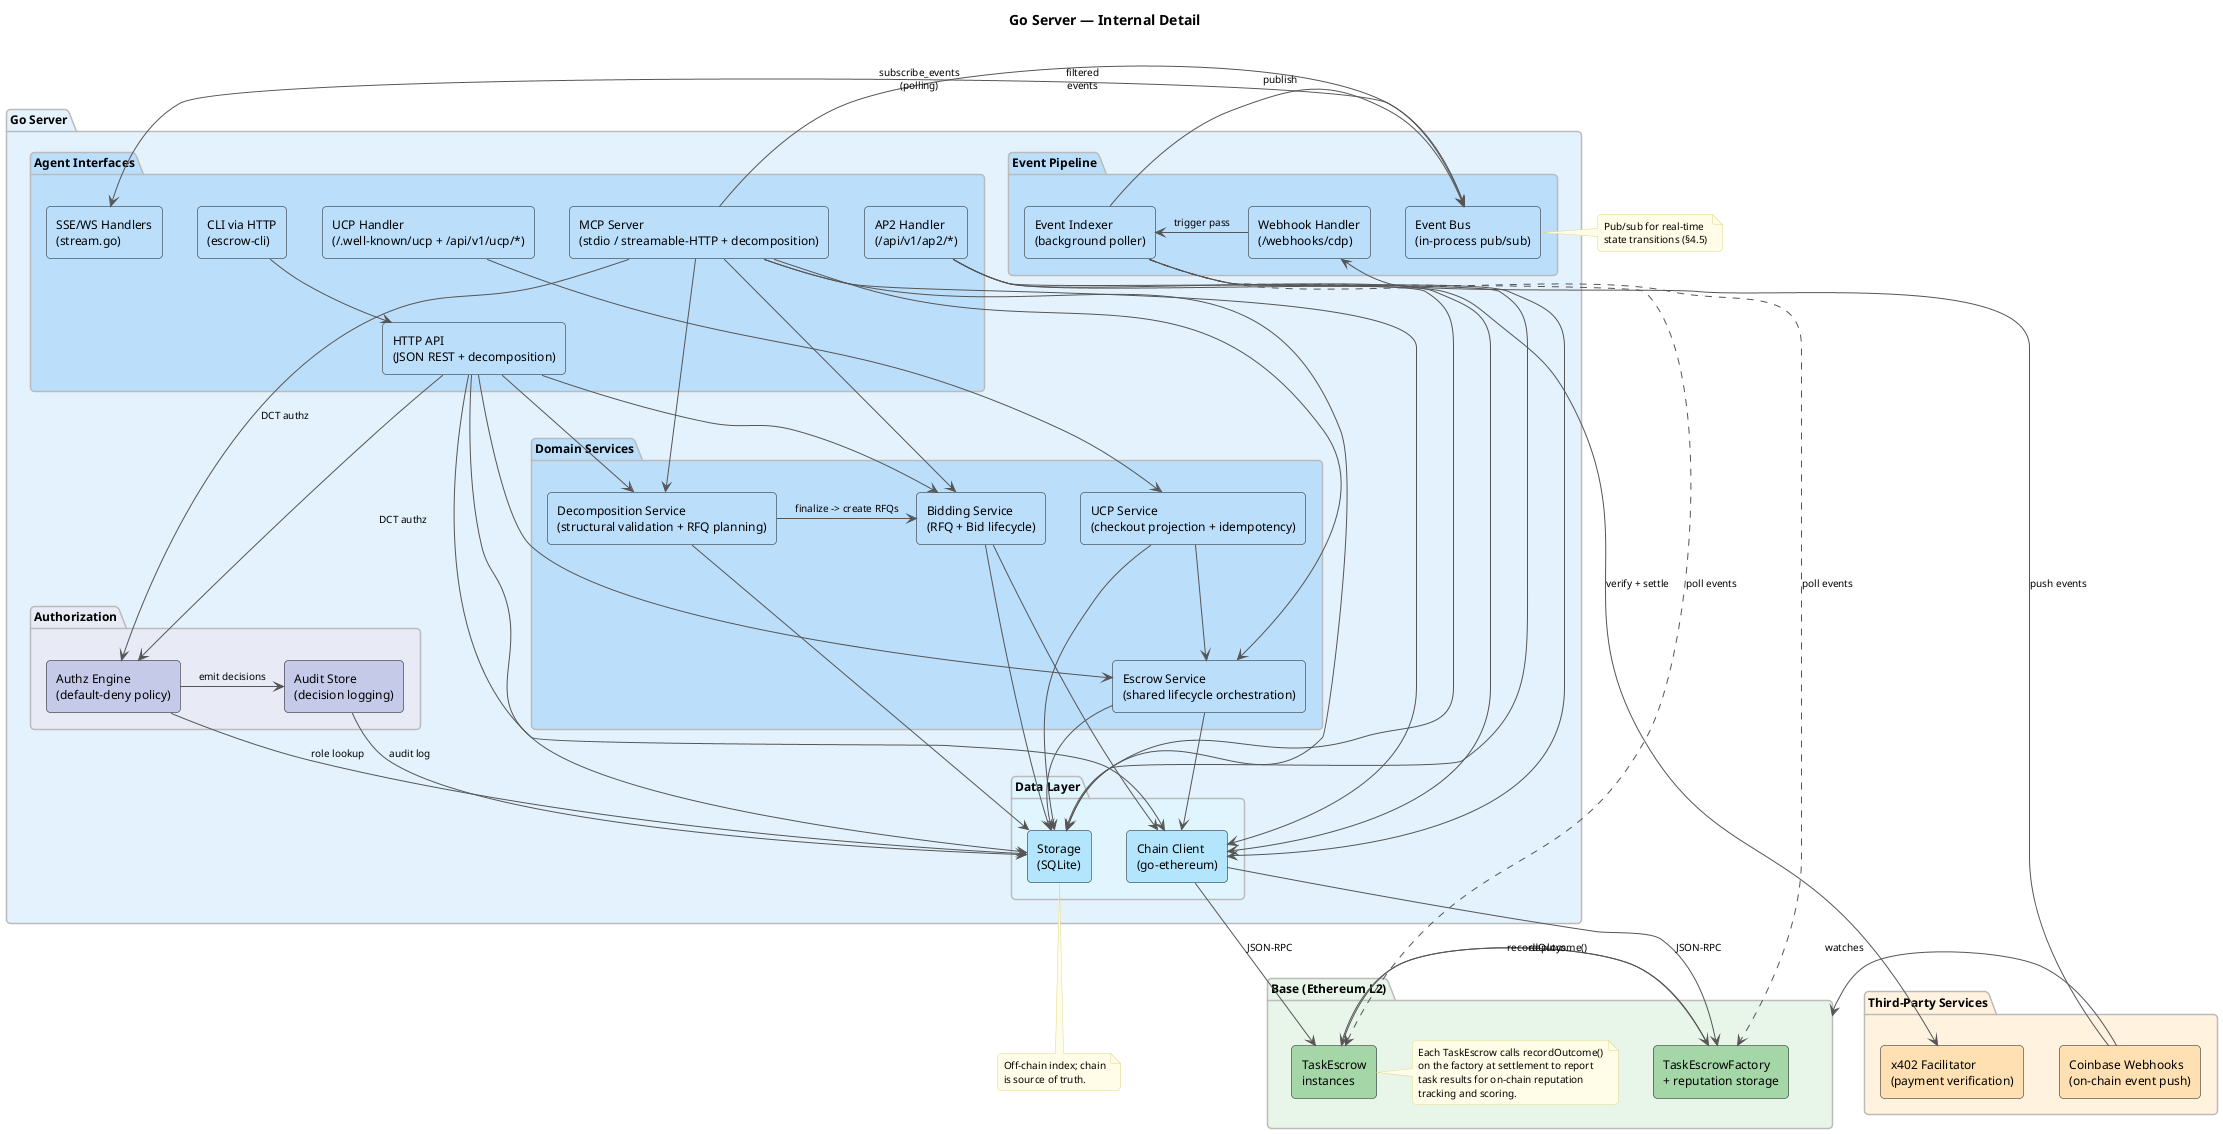 Go Server — Internal Detail
subscribe_events
(polling)
filtered
events
publish
Go Server
Agent Interfaces
SSE/WS Handlers
(stream.go)
CLI via HTTP
(escrow-cli)
UCP Handler
(/.well-known/ucp + /api/v1/ucp/*)
MCP Server
(stdio / streamable-HTTP + decomposition)
AP2 Handler
(/api/v1/ap2/*)
HTTP API
(JSON REST + decomposition)
Event Pipeline
Event Indexer
(background poller)
trigger pass
Webhook Handler
(/webhooks/cdp)
Event Bus
(in-process pub/sub)
Pub/sub for real-time
state transitions (§4.5)
DCT authz
DCT authz
Domain Services
Decomposition Service
(structural validation + RFQ planning)
finalize -> create RFQs
Bidding Service
(RFQ + Bid lifecycle)
UCP Service
(checkout projection + idempotency)
Escrow Service
(shared lifecycle orchestration)
verify + settle
poll events
poll events
push events
Authorization
Authz Engine
(default-deny policy)
emit decisions
Audit Store
(decision logging)
role lookup
audit log
Data Layer
Storage
(SQLite)
Chain Client
(go-ethereum)
JSON-RPC
recordOutcome()
JSON-RPC
watches
Base (Ethereum L2)
TaskEscrow
instances
Each TaskEscrow calls recordOutcome()
on the factory at settlement to report
task results for on-chain reputation
tracking and scoring.
TaskEscrowFactory
+ reputation storage
Third-Party Services
x402 Facilitator
(payment verification)
Coinbase Webhooks
(on-chain event push)
Off-chain index; chain
is source of truth.